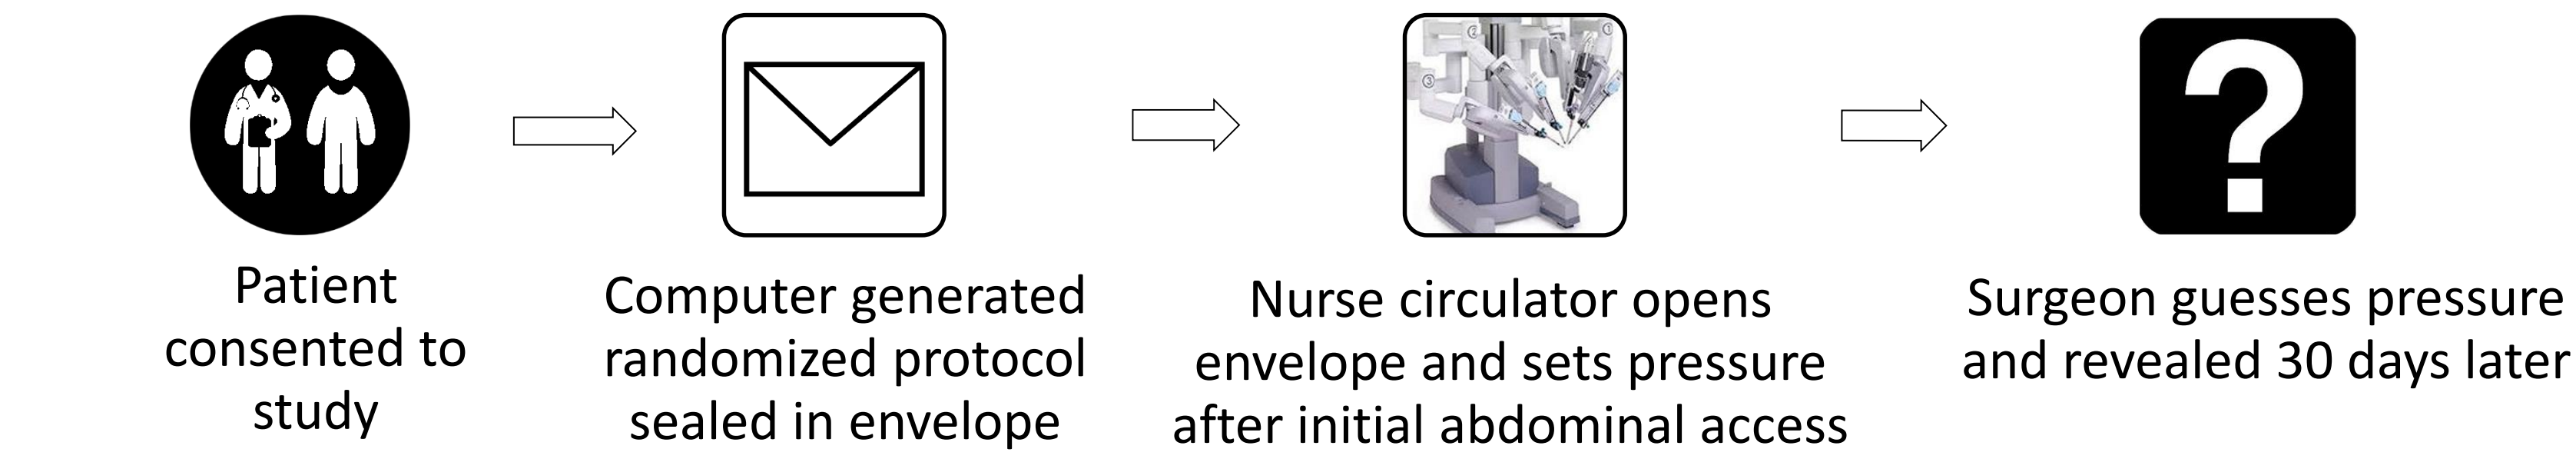 Patient
consented to
study
Computer generated
randomized protocol
sealed in envelope
Nurse circulator opens
envelope and sets pressure
after initial abdominal access
Surgeon guesses pressure
and revealed 30 days later